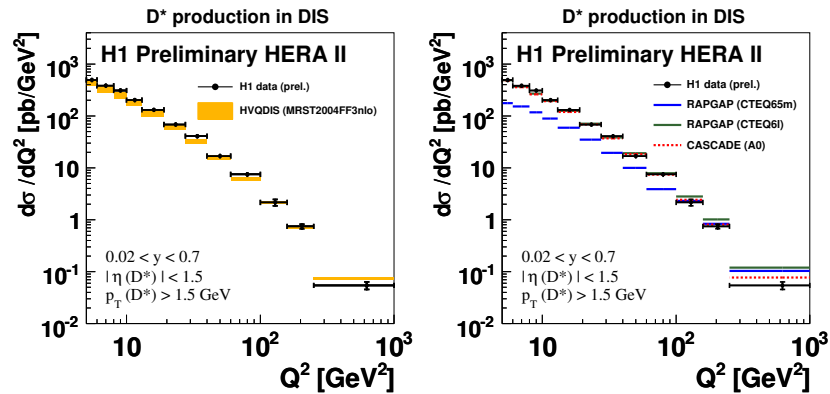 D* production in DIS
H1 Preliminary HERA II
H1 data (prel.)
HVQDIS (MRST2004FF3nlo)
dσ/dQ² [pb/GeV²]
10³
10²
10
1
10⁻¹
10⁻²
0.02 < y < 0.7
| η (D*) | < 1.5
p_T (D*) > 1.5 GeV
10 10² 10³
Q² [GeV²]
D* production in DIS
H1 Preliminary HERA II
H1 data (prel.)
RAPGAP (CTEQ65m)
RAPGAP (CTEQ6l)
CASCADE (A0)
dσ/dQ² [pb/GeV²]
10³
10²
10
1
10⁻¹
10⁻²
0.02 < y < 0.7
| η (D*) | < 1.5
p_T (D*) > 1.5 GeV
10 10² 10³
Q² [GeV²]